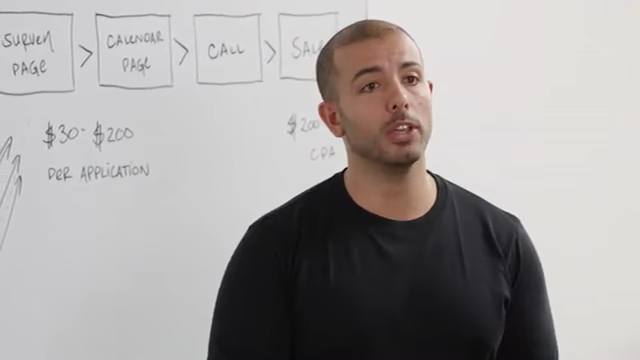 SURVEY
PAGE
>
CALENDAR
PAGE
>
CALL
>
$30-$200
PER APPLICATION
$200
CPA